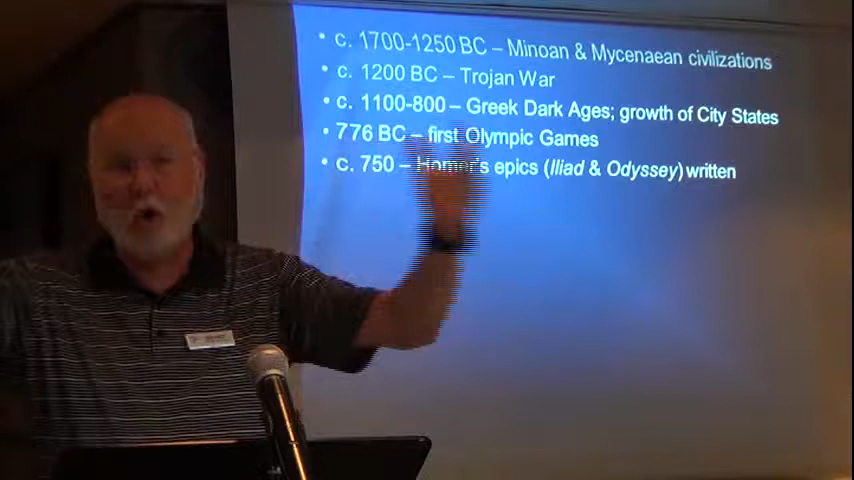 • c. 1700-1250 BC – Minoan & Mycenaean civilizations
• c. 1200 BC – Trojan War
• c. 1100-800 – Greek Dark Ages; growth of City States
• 776 BC – first Olympic Games
• c. 750 – Homer's epics (Iliad & Odyssey) written